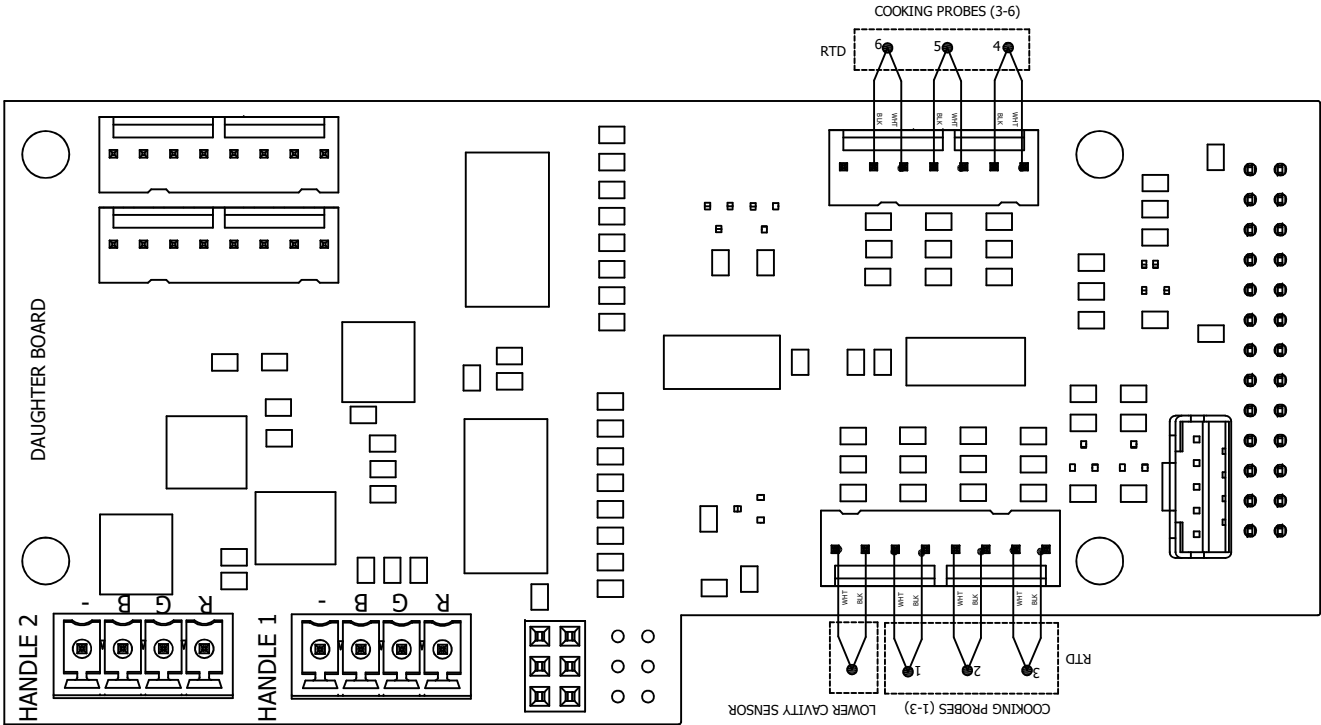 COOKING PROBES (3-6)
RTD
6 5 4
BLK WHT BLK WHT BLK WHT
DAUGHTER BOARD
HANDLE 2
- B G R
HANDLE 1
- B G R
WHT BLK WHT BLK WHT BLK WHT BLK
1 2 3
RTD
LOWER CAVITY SENSOR
COOKING PROBES (1-3)